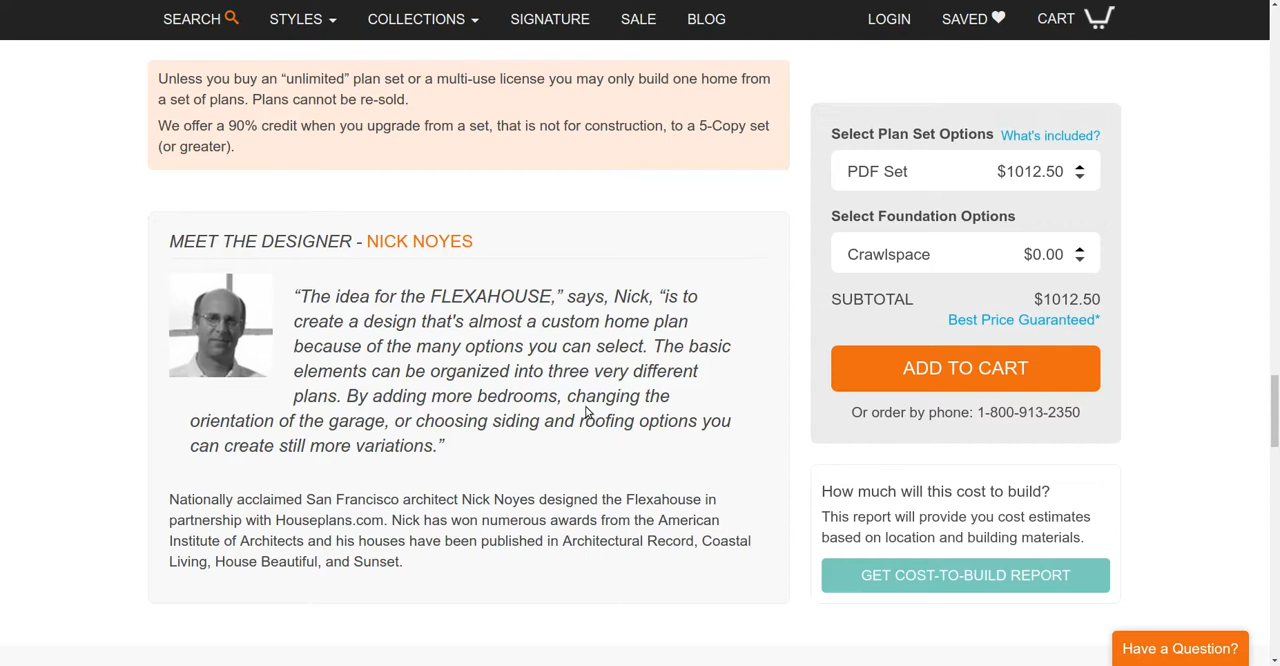 SEARCH STYLES COLLECTIONS SIGNATURE SALE BLOG LOGIN SAVED CART
Unless you buy an “unlimited” plan set or a multi-use license you may only build one home from
a set of plans. Plans cannot be re-sold.
We offer a 90% credit when you upgrade from a set, that is not for construction, to a 5-Copy set
(or greater).
MEET THE DESIGNER - NICK NOYES
“The idea for the FLEXAHOUSE,” says, Nick, “is to
create a design that's almost a custom home plan
because of the many options you can select. The basic
elements can be organized into three very different
plans. By adding more bedrooms, changing the
orientation of the garage, or choosing siding and roofing options you
can create still more variations.”
Nationally acclaimed San Francisco architect Nick Noyes designed the Flexahouse in
partnership with Houseplans.com. Nick has won numerous awards from the American
Institute of Architects and his houses have been published in Architectural Record, Coastal
Living, House Beautiful, and Sunset.
Select Plan Set Options What's included?
PDF Set $1012.50
Select Foundation Options
Crawlspace $0.00
SUBTOTAL $1012.50
Best Price Guaranteed*
ADD TO CART
Or order by phone: 1-800-913-2350
How much will this cost to build?
This report will provide you cost estimates
based on location and building materials.
GET COST-TO-BUILD REPORT
Have a Question?